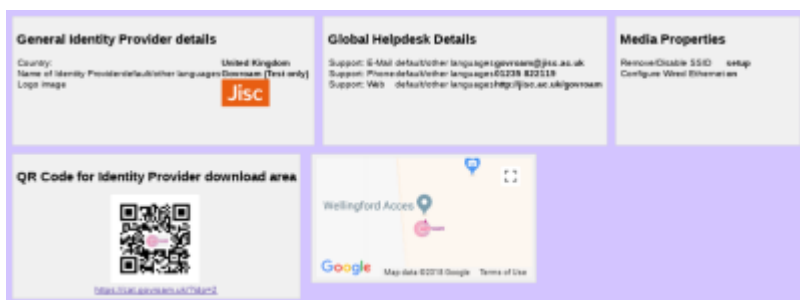 General Identity Provider details
Country: United Kingdom
Name of Identity Provider default/other languages Govroam (Test only)
Logo image
Jisc
Global Helpdesk Details
Support: E-Mail default/other languages govroam@jisc.ac.uk
Support: Phone default/other languages 01235 822119
Support: Web default/other languages http://jisc.ac.uk/govroam
Media Properties
Remove/Disable SSID setup
Configure Wired Ethernet on
QR Code for Identity Provider download area
Wellingford Acces
Google Map data ©2018 Google Terms of Use